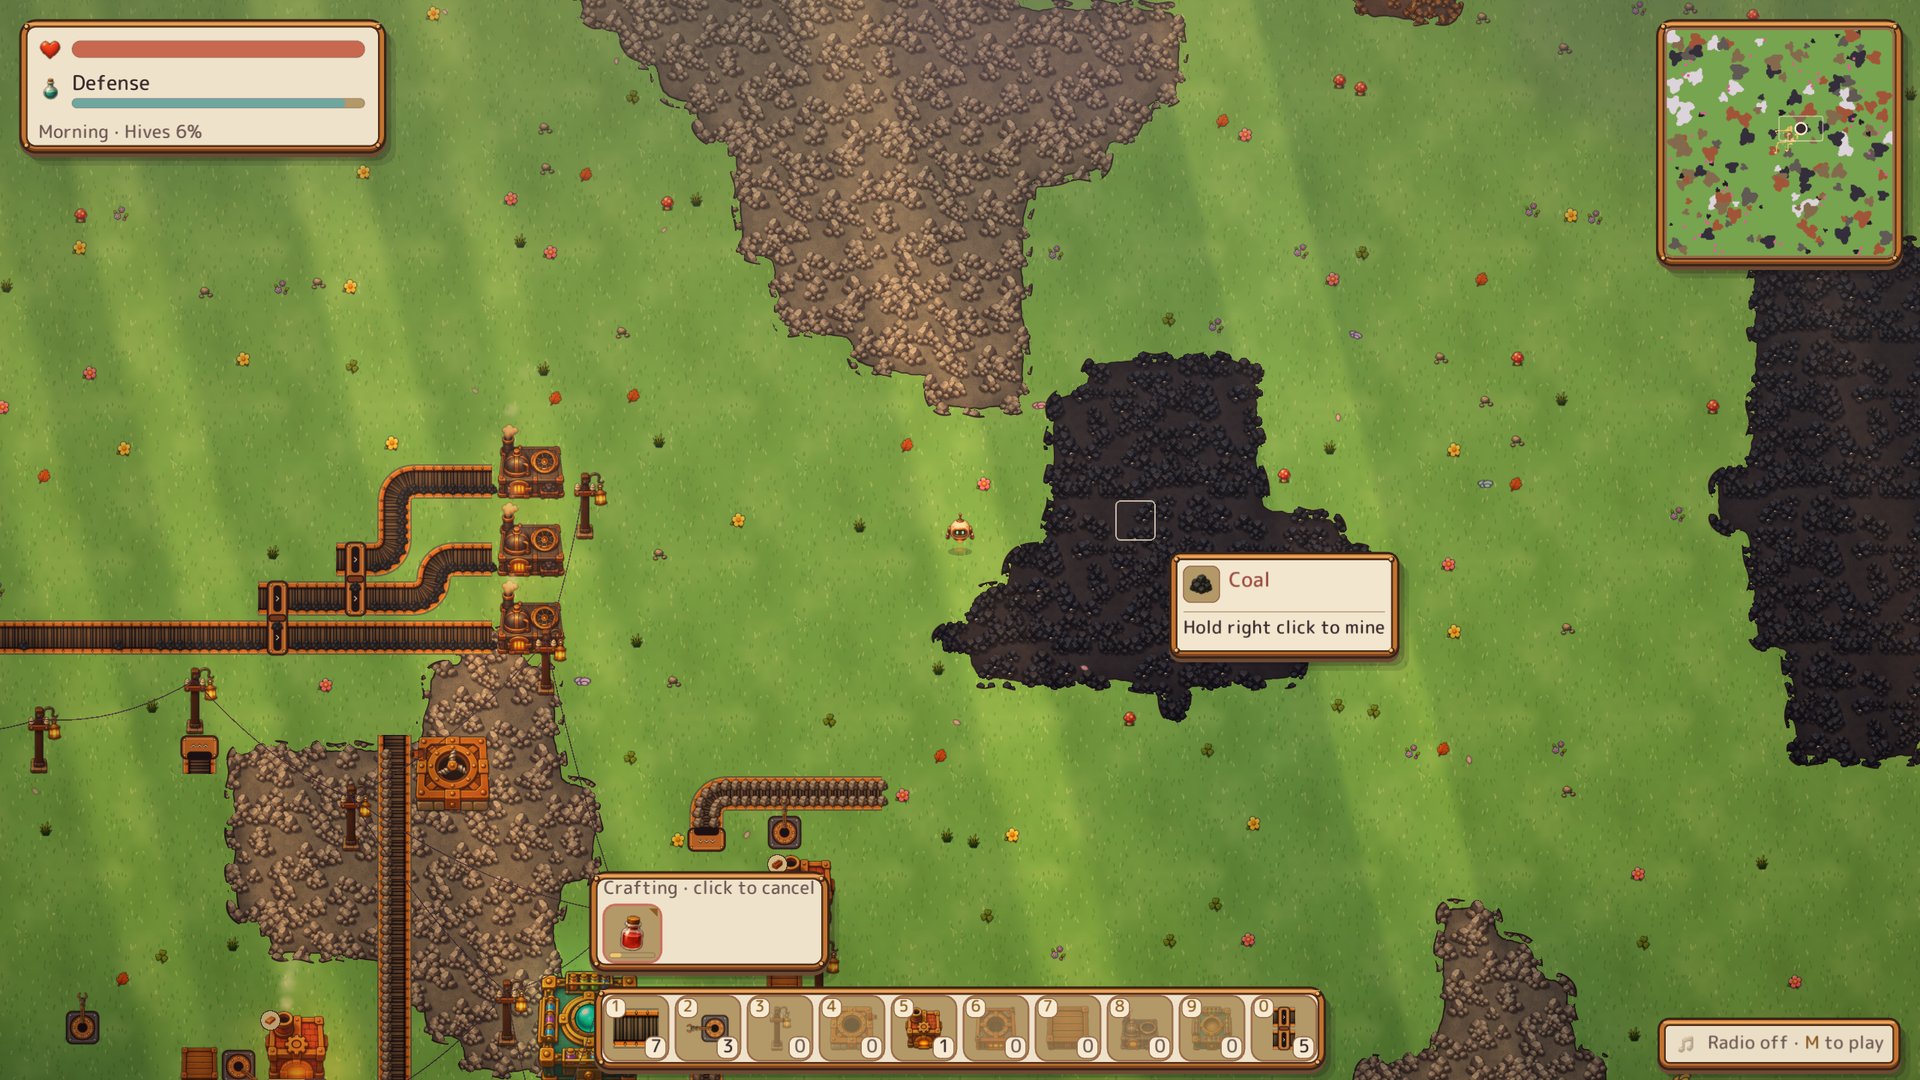 Defense
Morning · Hives 6%
Coal
Hold right click to mine
Crafting · click to cancel
1 2 3 4 5 6 7 8 9 0
7 3 0 0 1 0 0 0 0 5
Radio off · M to play